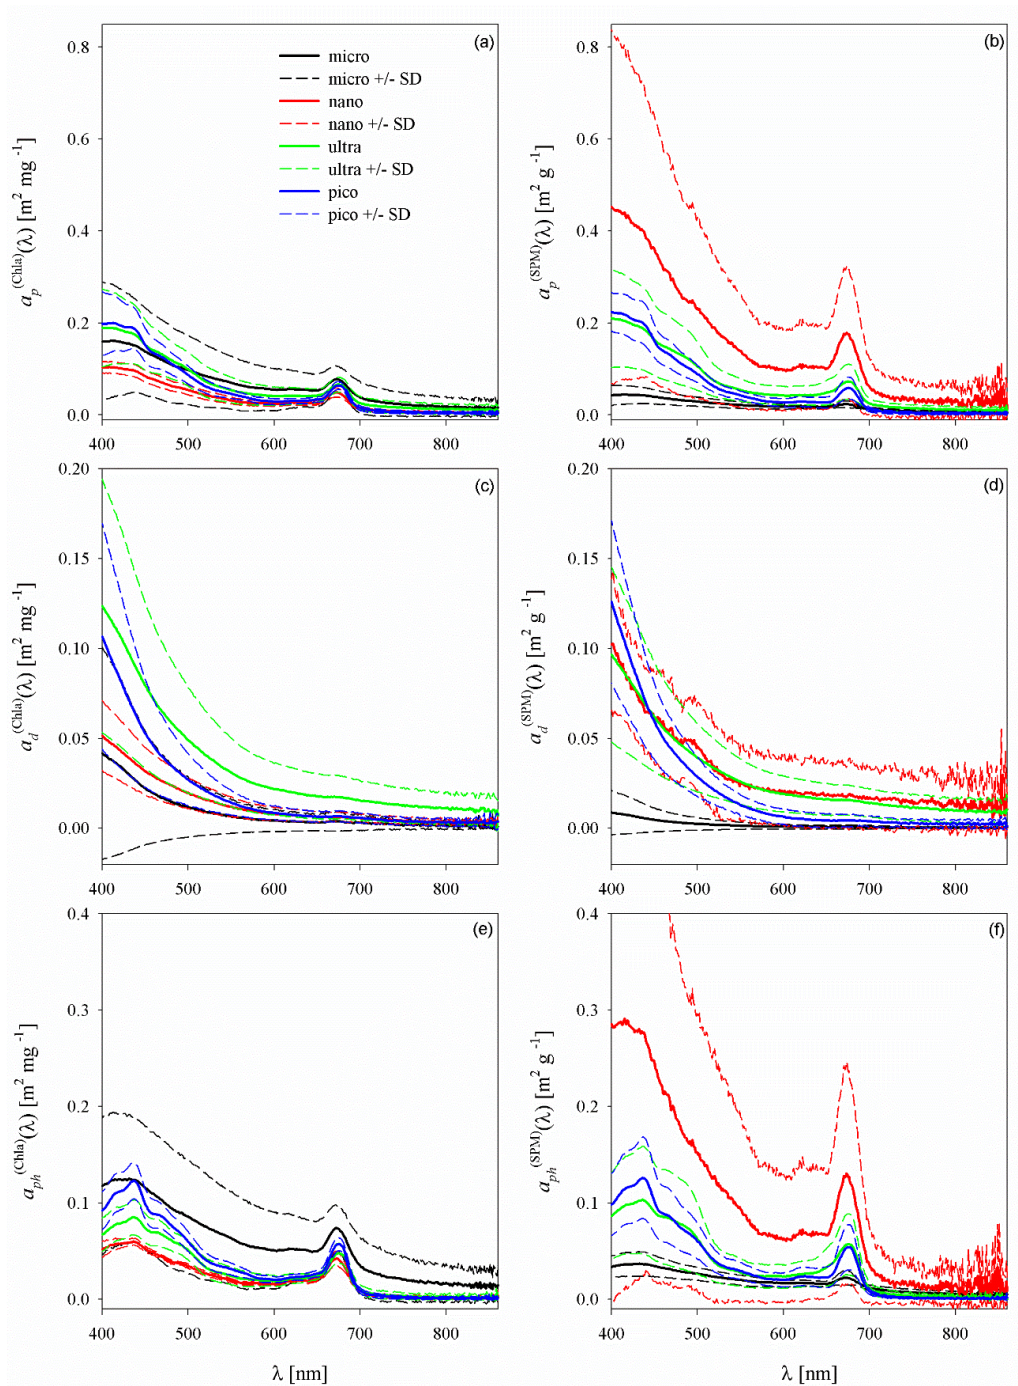 (a)
(b)
micro
micro +/- SD
nano
nano +/- SD
ultra
ultra +/- SD
pico
pico +/- SD
a_p^(Chla)(λ) [m² mg⁻¹]
0.8
0.6
0.4
0.2
0.0
400 500 600 700 800
a_p^(SPM)(λ) [m² g⁻¹]
0.8
0.6
0.4
0.2
0.0
400 500 600 700 800
(c)
a_d^(Chla)(λ) [m² mg⁻¹]
0.20
0.15
0.10
0.05
0.00
400 500 600 700 800
(d)
a_d^(SPM)(λ) [m² g⁻¹]
0.20
0.15
0.10
0.05
0.00
400 500 600 700 800
(e)
a_ph^(Chla)(λ) [m² mg⁻¹]
0.4
0.3
0.2
0.1
0.0
400 500 600 700 800
λ [nm]
(f)
a_ph^(SPM)(λ) [m² g⁻¹]
0.4
0.3
0.2
0.1
0.0
400 500 600 700 800
λ [nm]